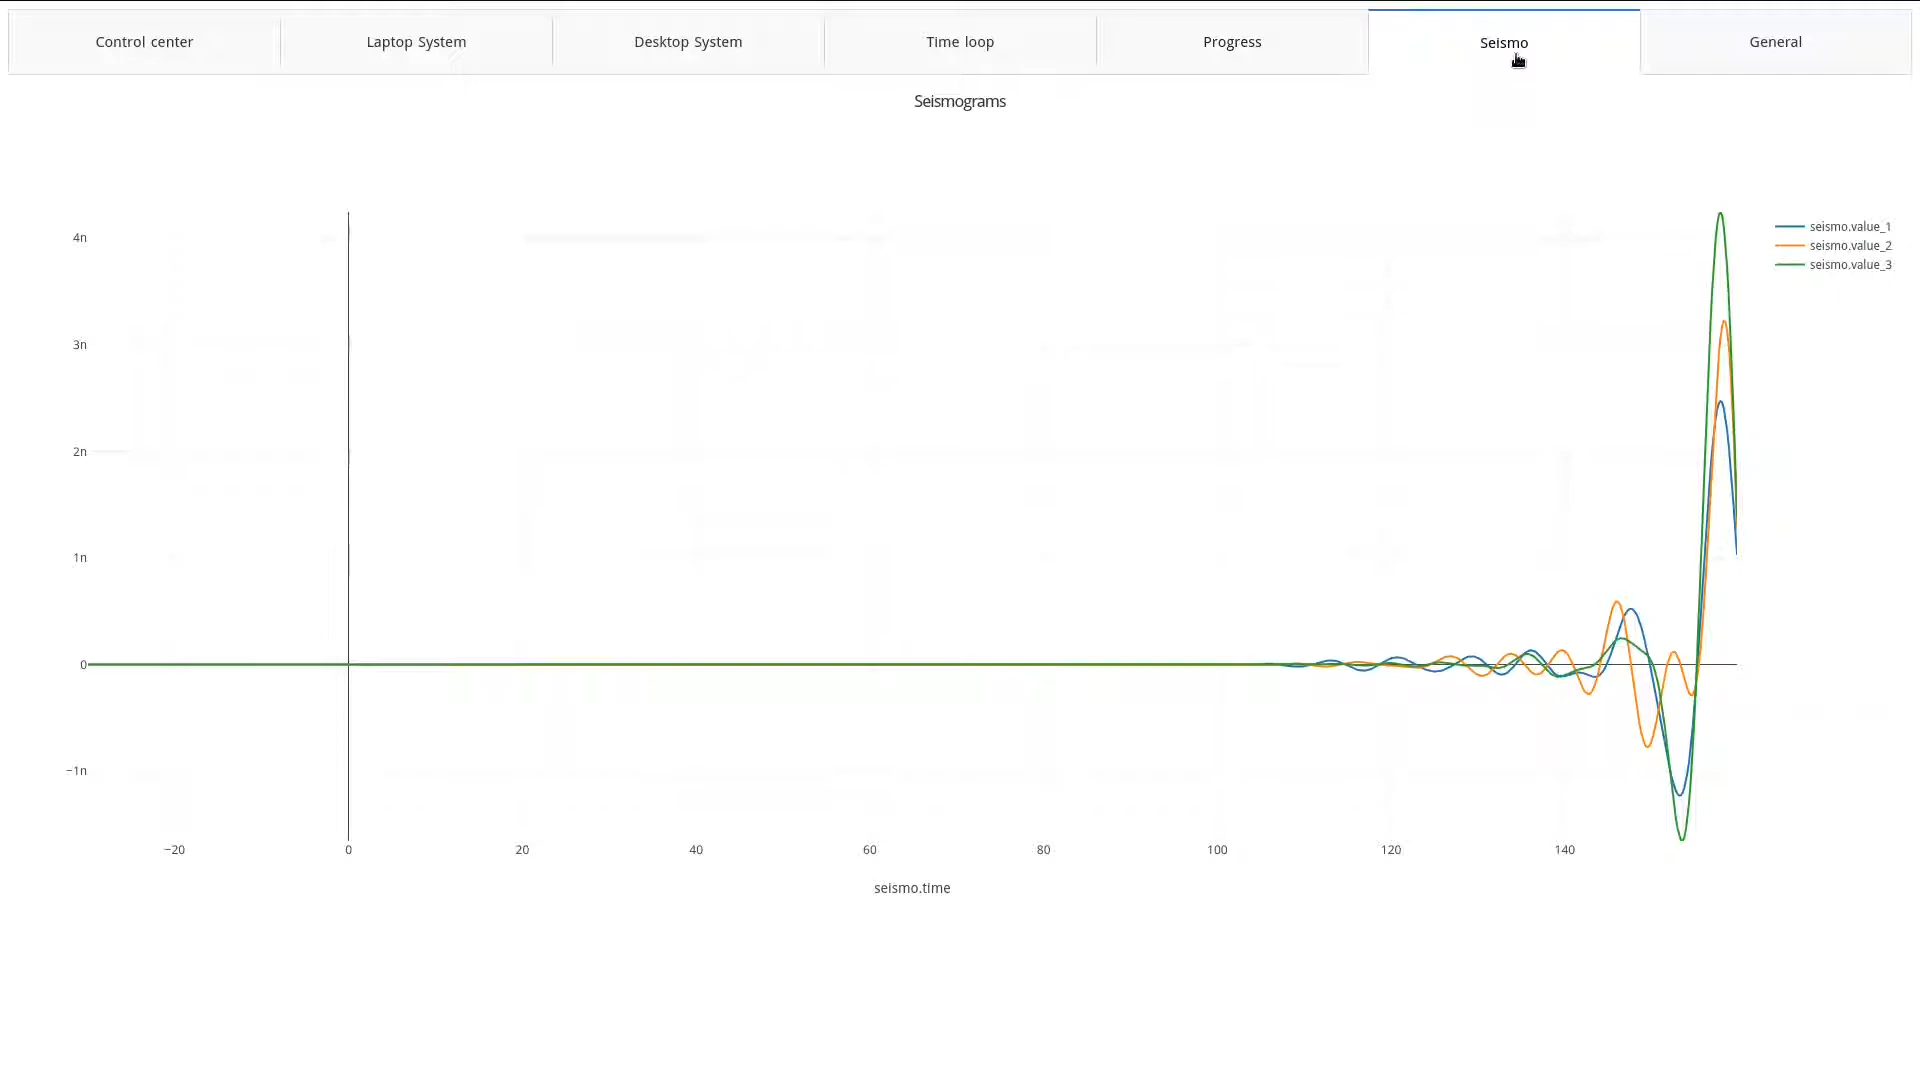 Control center
Laptop System
Desktop System
Time loop
Progress
Seismo
General
Seismograms
4n
3n
2n
1n
0
−1n
−20
0
20
40
60
80
100
120
140
seismo.time
seismo.value_1
seismo.value_2
seismo.value_3